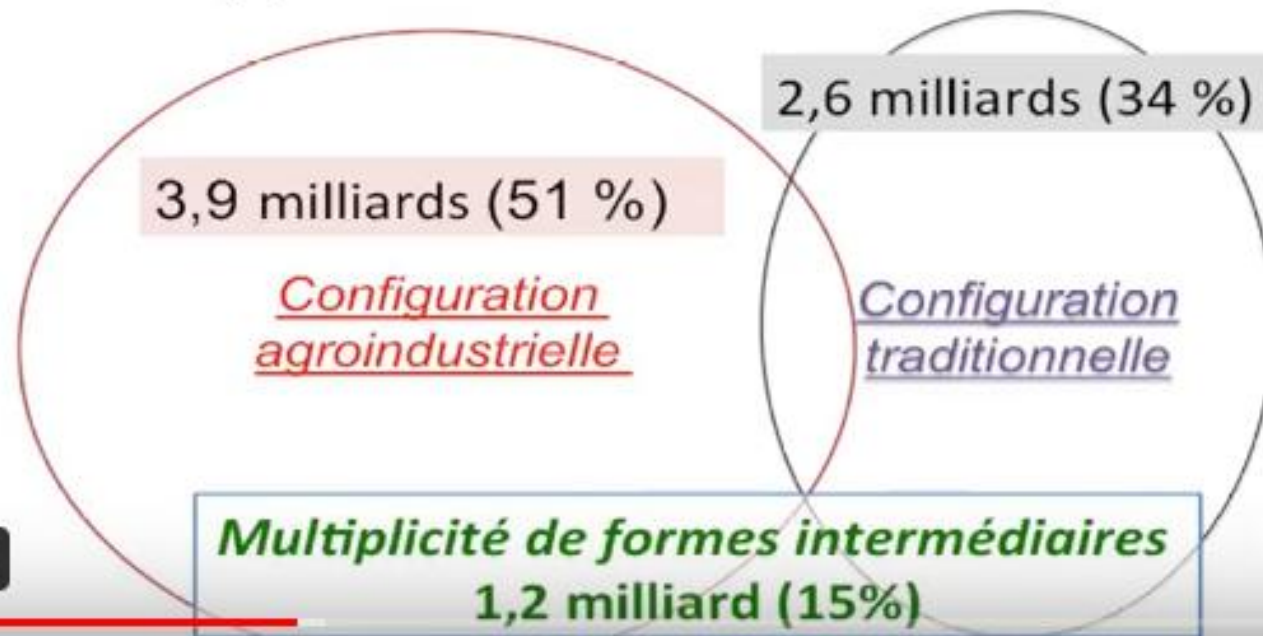 3,9 milliards (51 %)
Configuration
agroindustrielle
2,6 milliards (34 %)
Configuration
traditionnelle
Multiplicité de formes intermédiaires
1,2 milliard (15%)